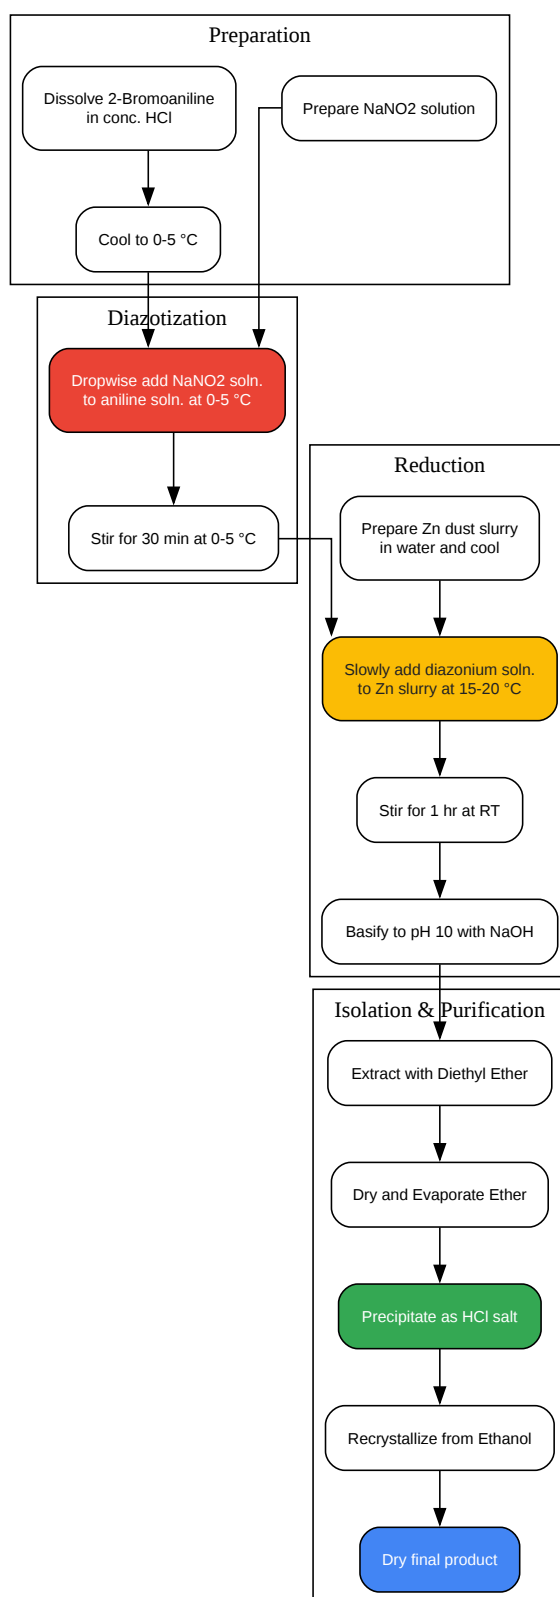 Preparation
Dissolve 2-Bromoaniline
in conc. HCl
Prepare NaNO2 solution
Cool to 0-5 °C
Diazotization
Dropwise add NaNO2 soln.
to aniline soln. at 0-5 °C
Stir for 30 min at 0-5 °C
Reduction
Prepare Zn dust slurry
in water and cool
Slowly add diazonium soln.
to Zn slurry at 15-20 °C
Stir for 1 hr at RT
Basify to pH 10 with NaOH
Isolation & Purification
Extract with Diethyl Ether
Dry and Evaporate Ether
Precipitate as HCl salt
Recrystallize from Ethanol
Dry final product